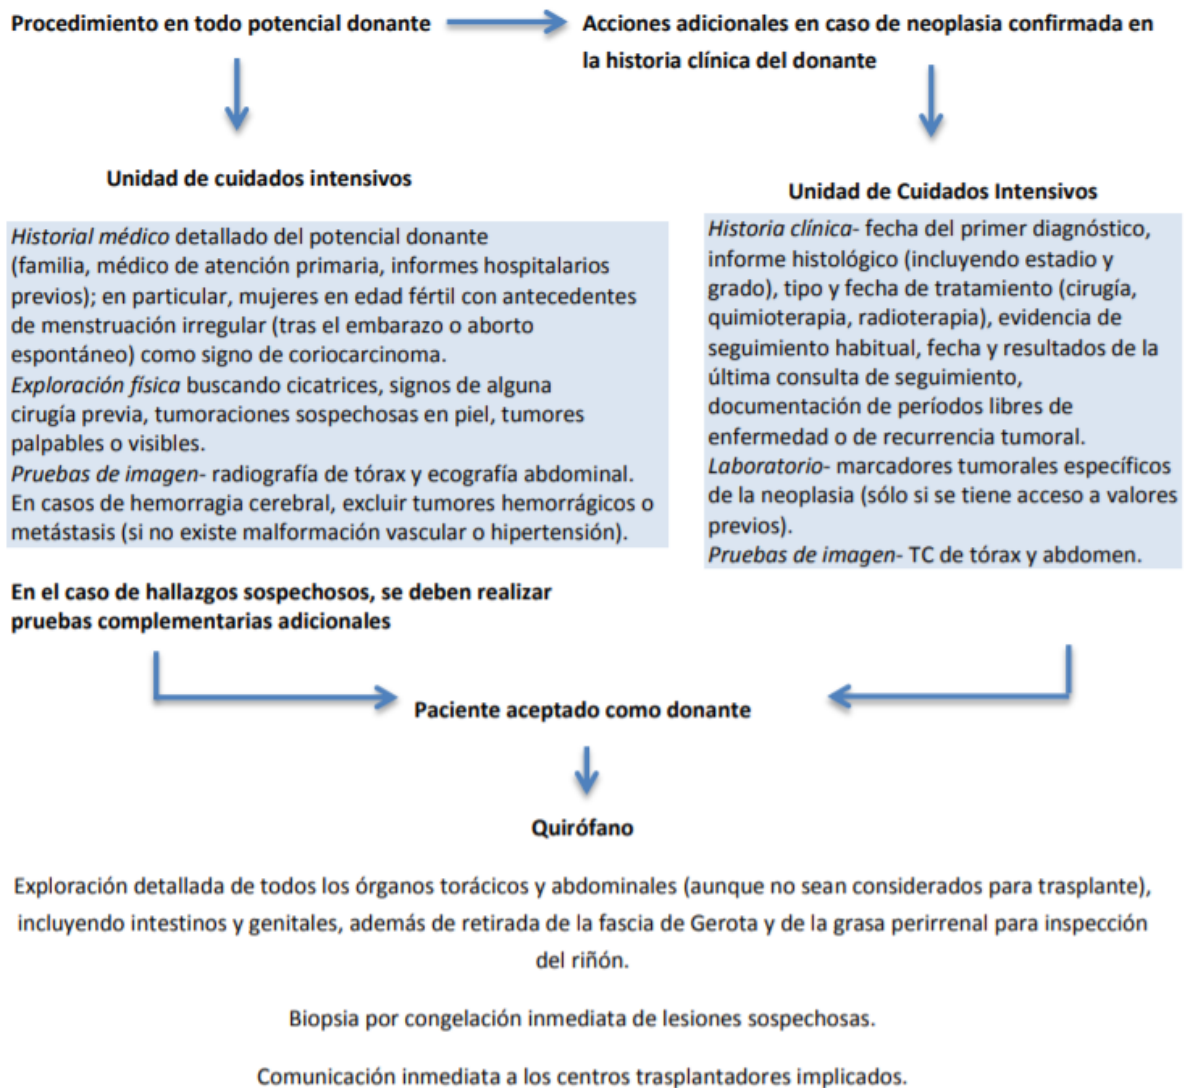 Procedimiento en todo potencial donante
Acciones adicionales en caso de neoplasia confirmada en
la historia clínica del donante
Unidad de cuidados intensivos
Historial médico detallado del potencial donante
(familia, médico de atención primaria, informes hospitalarios
previos); en particular, mujeres en edad fértil con antecedentes
de menstruación irregular (tras el embarazo o aborto
espontáneo) como signo de coriocarcinoma.
Exploración física buscando cicatrices, signos de alguna
cirugía previa, tumoraciones sospechosas en piel, tumores
palpables o visibles.
Pruebas de imagen- radiografía de tórax y ecografía abdominal.
En casos de hemorragia cerebral, excluir tumores hemorrágicos o
metástasis (si no existe malformación vascular o hipertensión).
En el caso de hallazgos sospechosos, se deben realizar
pruebas complementarias adicionales
Unidad de Cuidados Intensivos
Historia clínica- fecha del primer diagnóstico,
informe histológico (incluyendo estadio y
grado), tipo y fecha de tratamiento (cirugía,
quimioterapia, radioterapia), evidencia de
seguimiento habitual, fecha y resultados de la
última consulta de seguimiento,
documentación de períodos libres de
enfermedad o de recurrencia tumoral.
Laboratorio- marcadores tumorales específicos
de la neoplasia (sólo si se tiene acceso a valores
previos).
Pruebas de imagen- TC de tórax y abdomen.
Paciente aceptado como donante
Quirófano
Exploración detallada de todos los órganos torácicos y abdominales (aunque no sean considerados para trasplante),
incluyendo intestinos y genitales, además de retirada de la fascia de Gerota y de la grasa perirrenal para inspección
del riñón.
Biopsia por congelación inmediata de lesiones sospechosas.
Comunicación inmediata a los centros trasplantadores implicados.